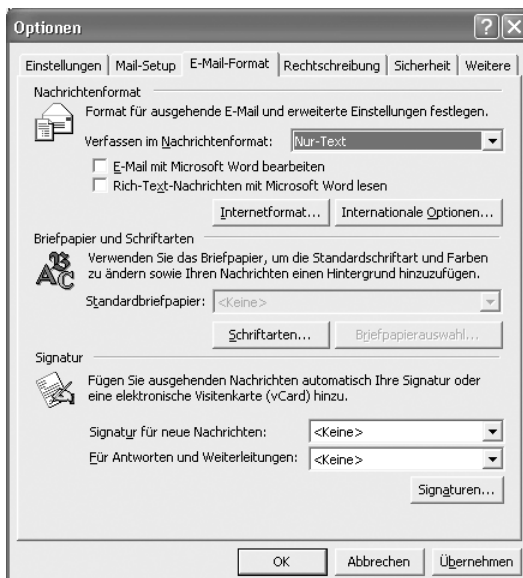 Optionen
Einstellungen Mail-Setup E-Mail-Format Rechtschreibung Sicherheit Weitere
Nachrichtenformat
Format für ausgehende E-Mail und erweiterte Einstellungen festlegen.
Verfassen im Nachrichtenformat: Nur-Text
E-Mail mit Microsoft Word bearbeiten
Rich-Text-Nachrichten mit Microsoft Word lesen
Internetformat... Internationale Optionen...
Briefpapier und Schriftarten
Verwenden Sie das Briefpapier, um die Standardschriftart und Farben
zu ändern sowie Ihren Nachrichten einen Hintergrund hinzuzufügen.
Standardbriefpapier: <Keine>
Schriftarten... Briefpapierauswahl...
Signatur
Fügen Sie ausgehenden Nachrichten automatisch Ihre Signatur oder
eine elektronische Visitenkarte (vCard) hinzu.
Signatur für neue Nachrichten: <Keine>
Für Antworten und Weiterleitungen: <Keine>
Signaturen...
OK Abbrechen Übernehmen